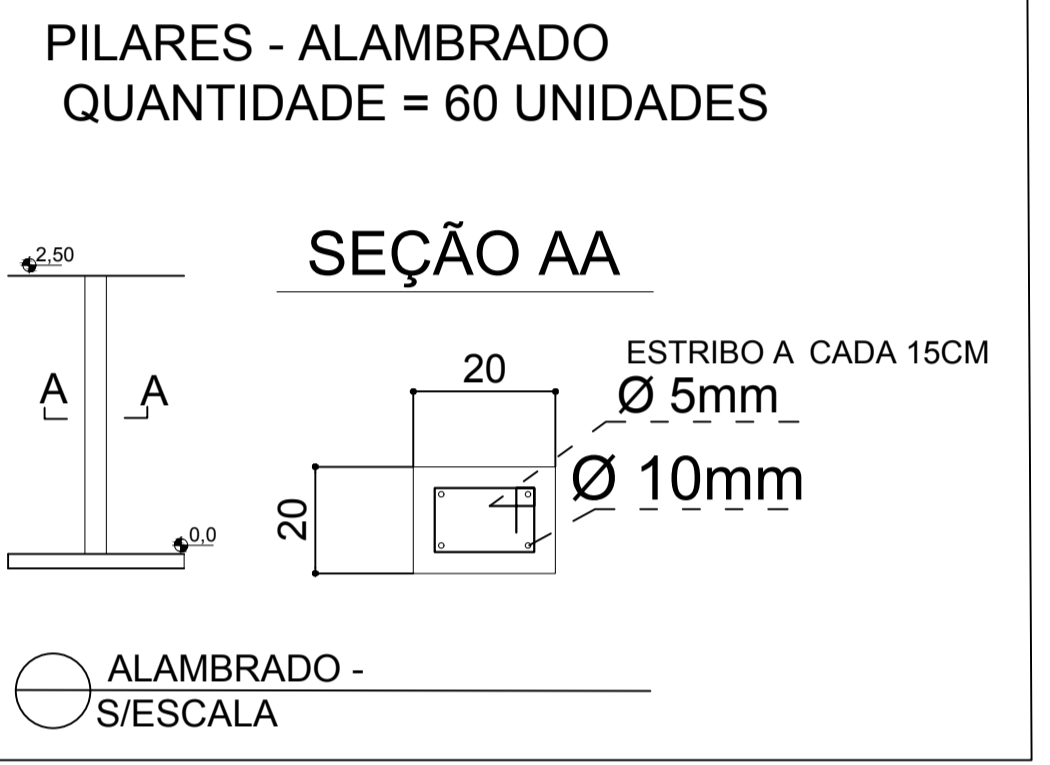 PILARES - ALAMBRADO
QUANTIDADE = 60 UNIDADES
SEÇÃO AA
2,50
A A
0,0
20
20
ESTRIBO A CADA 15CM
Ø 5mm
Ø 10mm
ALAMBRADO -
S/ESCALA